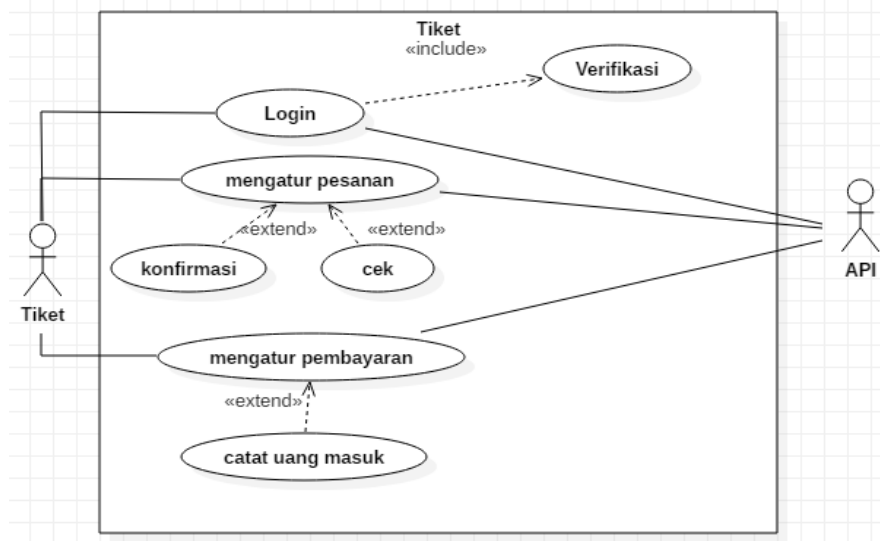 Tiket
«include»
Verifikasi
Login
mengatur pesanan
«extend»
«extend»
konfirmasi
cek
Tiket
API
mengatur pembayaran
«extend»
catat uang masuk